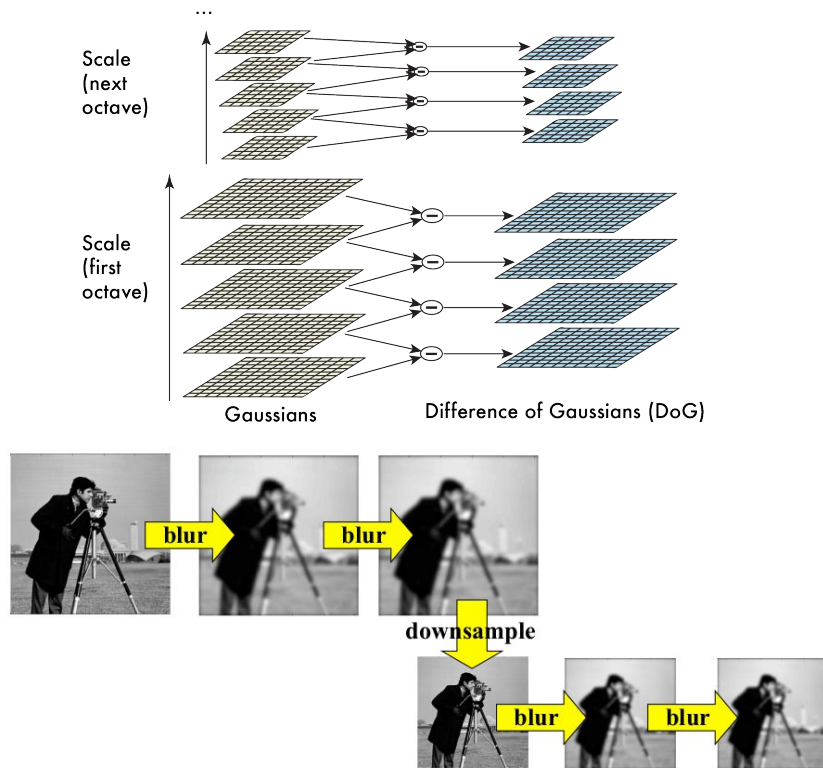 ...
Scale
(next
octave)
Scale
(first
octave)
Gaussians
Difference of Gaussians (DoG)
blur
blur
downsample
blur
blur